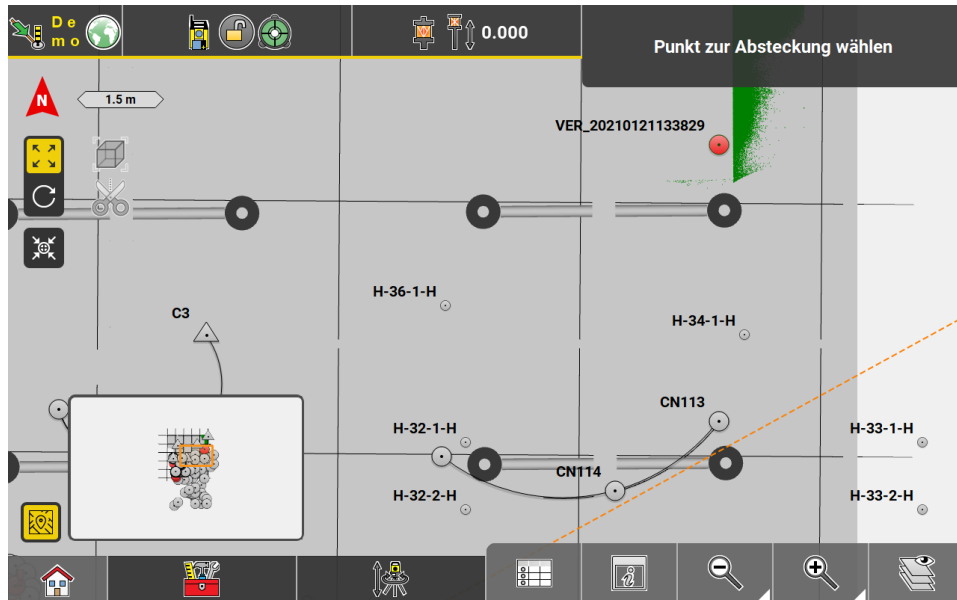 De
mo
0.000
Punkt zur Absteckung wählen
N
1.5 m
VER_20210121133829
H-36-1-H
C3
H-34-1-H
CN113
H-32-1-H
H-33-1-H
CN114
H-32-2-H
H-33-2-H